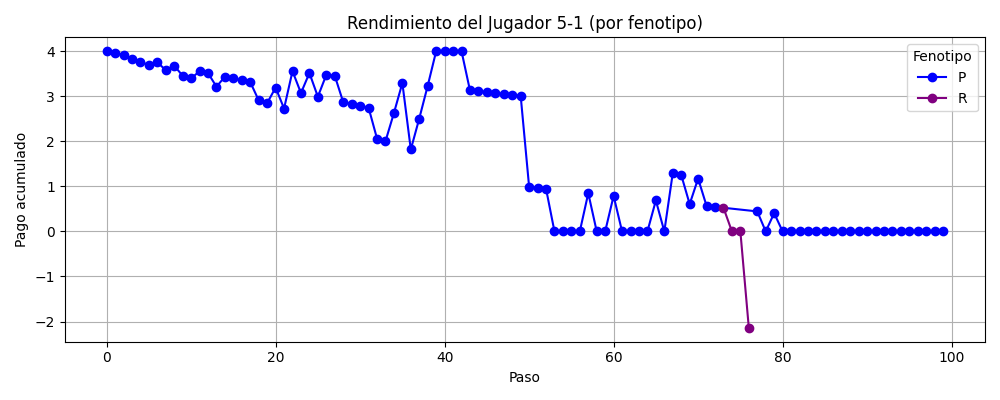 Rendimiento del Jugador 5-1 (por fenotipo)
Pago acumulado
4
3
2
1
0
−1
−2
Fenotipo
P
R
0
20
40
60
80
100
Paso